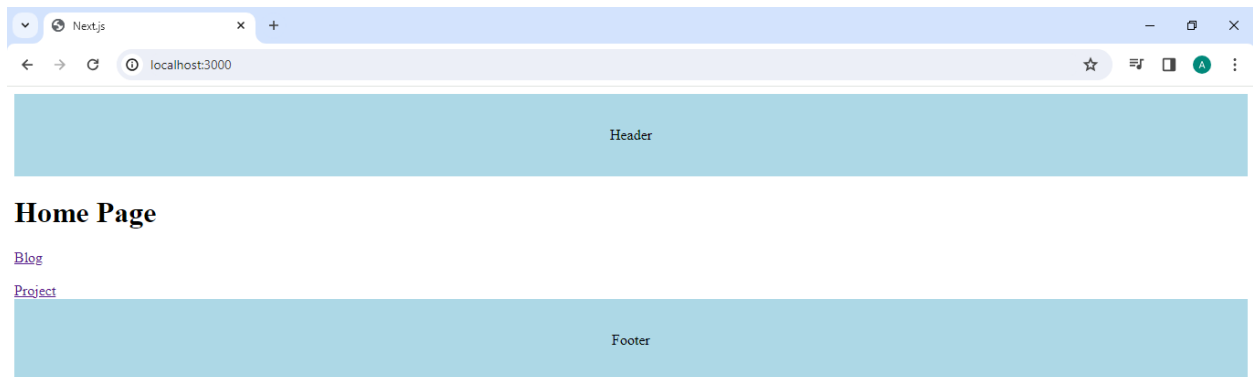 Next.js
localhost:3000
A
Header
Home Page
Blog
Project
Footer